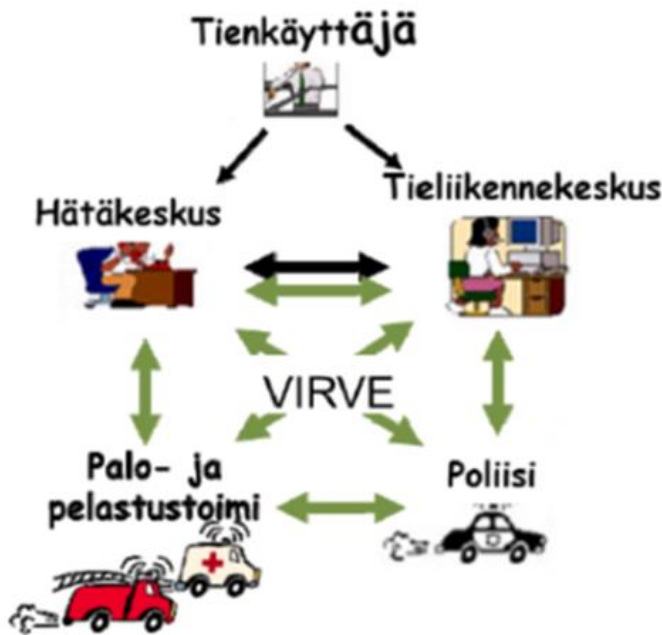 Tienkäyttäjä
Tieliikennekeskus
Hätäkeskus
VIRVE
Palo- ja
pelastustoimi
Poliisi